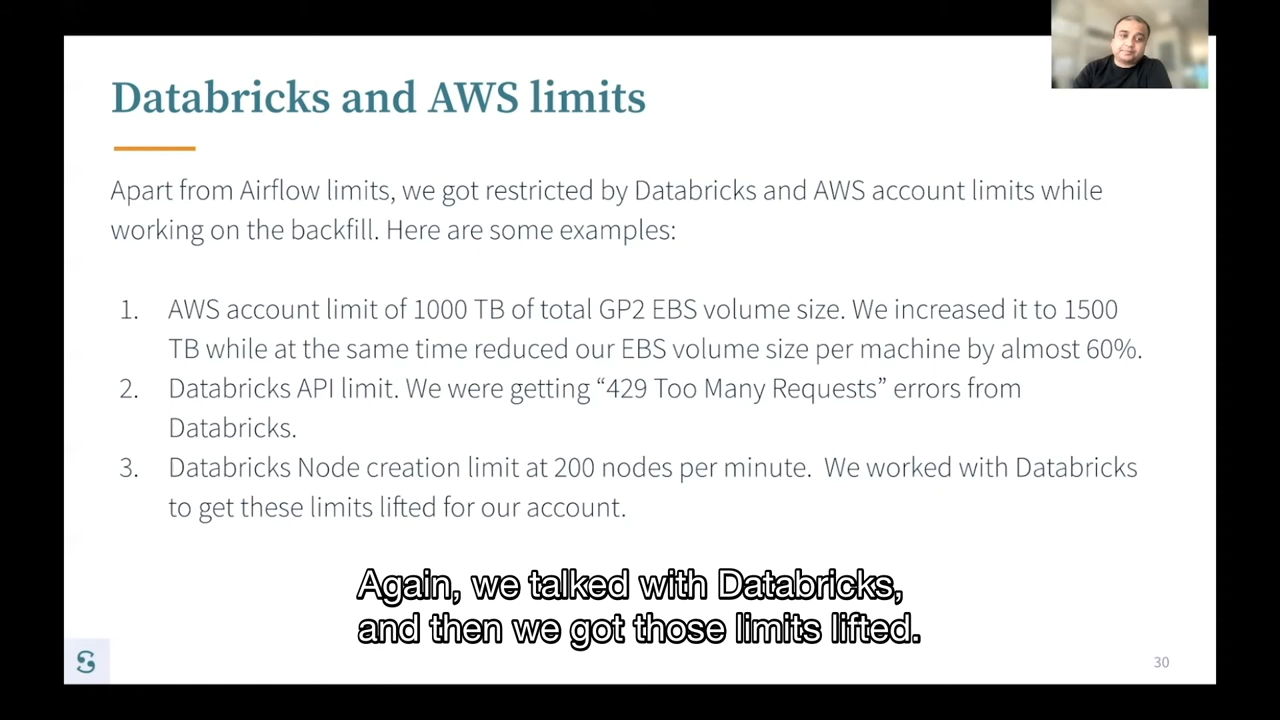 Databricks and AWS limits
Apart from Airflow limits, we got restricted by Databricks and AWS account limits while
working on the backfill. Here are some examples:
1. AWS account limit of 1000 TB of total GP2 EBS volume size. We increased it to 1500
TB while at the same time reduced our EBS volume size per machine by almost 60%.
2. Databricks API limit. We were getting “429 Too Many Requests” errors from
Databricks.
3. Databricks Node creation limit at 200 nodes per minute.  We worked with Databricks
to get these limits lifted for our account.
Again, we talked with Databricks,
and then we got those limits lifted.
30